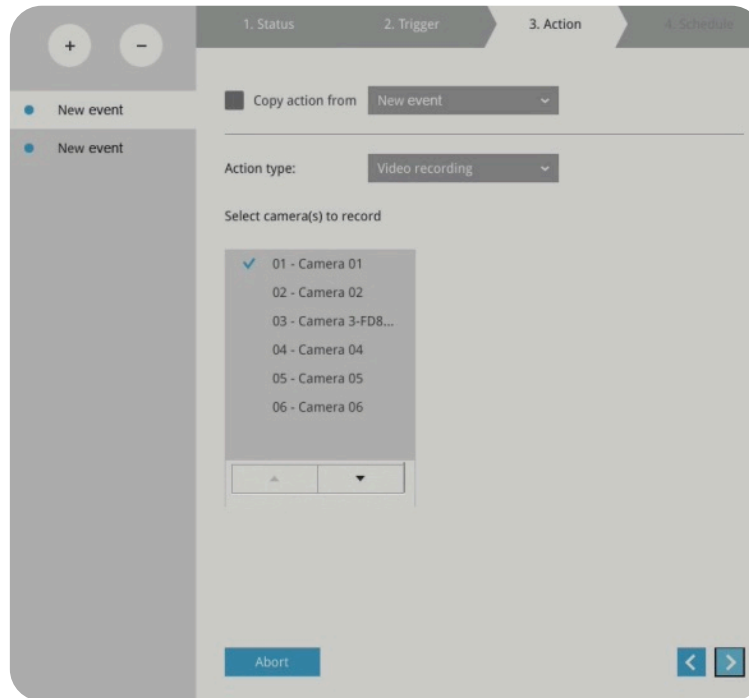 + -
1. Status 2. Trigger 3. Action 4. Schedule
Copy action from New event
New event
New event
Action type: Video recording
Select camera(s) to record
01 - Camera 01
02 - Camera 02
03 - Camera 3-FD8...
04 - Camera 04
05 - Camera 05
06 - Camera 06
Abort < >